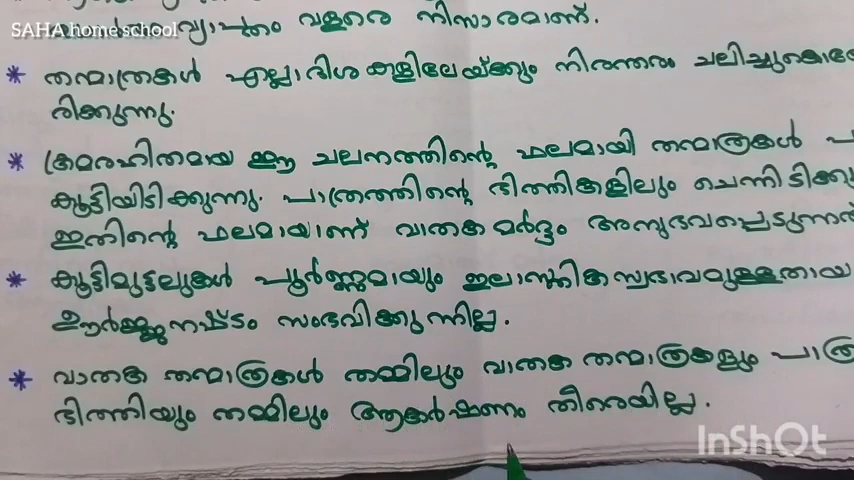 SAHA home school
വ്യാപ്തം വളരെ നിസാരമാണ്.
* തന്മാത്രകൾ എല്ലാദിശകളിലേയ്ക്കും നിരന്തരം ചലിച്ചുകൊണ്ടേ
രിക്കുന്നു.
* ക്രമരഹിതമായ ഈ ചലനത്തിന്റെ ഫലമായി തന്മാത്രകൾ പ
കൂട്ടിയിടിക്കുന്നു. പാത്രത്തിന്റെ ഭിത്തികളിലും ചെന്നിടിക്കു
ഇതിന്റെ ഫലമായാണ് വാതക മർദ്ദം അനുഭവപ്പെടുന്നത്
* കൂട്ടിമുട്ടലുകൾ പൂർണ്ണമായും ഇലാസ്തികസ്വഭാവമുള്ളതായ
ഊർജ്ജനഷ്ടം സംഭവിക്കുന്നില്ല.
* വാതക തന്മാത്രകൾ തമ്മിലും വാതക തന്മാത്രകളും പാത്ര
ഭിത്തിയും തമ്മിലും ആകർഷണം തീരെയില്ല.
InShOt